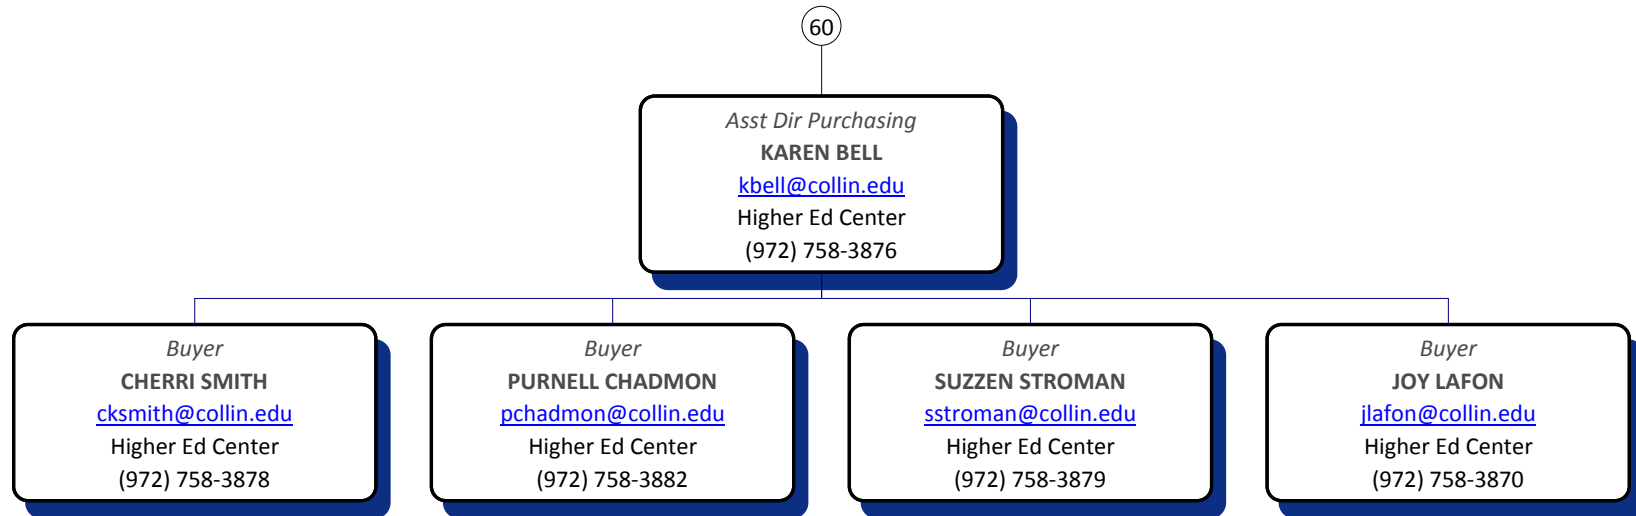 60
Asst Dir Purchasing
KAREN BELL
kbell@collin.edu
Higher Ed Center
(972) 758-3876
Buyer
CHERRI SMITH
cksmith@collin.edu
Higher Ed Center
(972) 758-3878
Buyer
PURNELL CHADMON
pchadmon@collin.edu
Higher Ed Center
(972) 758-3882
Buyer
SUZZEN STROMAN
sstroman@collin.edu
Higher Ed Center
(972) 758-3879
Buyer
JOY LAFON
jlafon@collin.edu
Higher Ed Center
(972) 758-3870